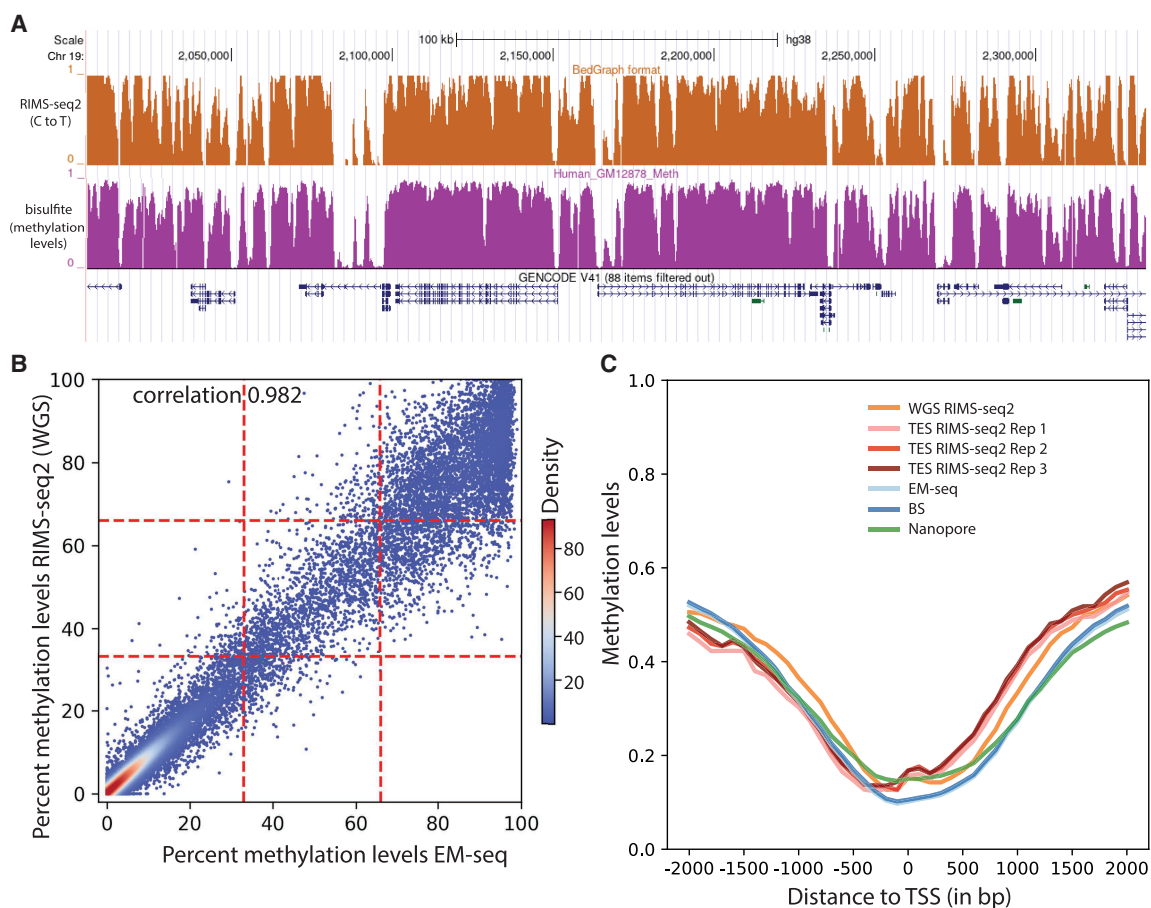 A
Scale
100 kb
hg38
Chr 19:
2,050,000
2,100,000
2,150,000
2,200,000
2,250,000
2,300,000
BedGraph format
1
RIMS-seq2
(C to T)
0
Human_GM12878_Meth
1
bisulfite
(methylation
levels)
0
GENCODE V41 (88 items filtered out)
B
correlation 0.982
Percent methylation levels RIMS-seq2 (WGS)
100
80
60
40
20
0
0
20
40
60
80
100
Percent methylation levels EM-seq
Density
80
60
40
20
C
WGS RIMS-seq2
TES RIMS-seq2 Rep 1
TES RIMS-seq2 Rep 2
TES RIMS-seq2 Rep 3
EM-seq
BS
Nanopore
Methylation levels
1.0
0.8
0.6
0.4
0.2
0.0
-2000
-1500
-1000
-500
0
500
1000
1500
2000
Distance to TSS (in bp)